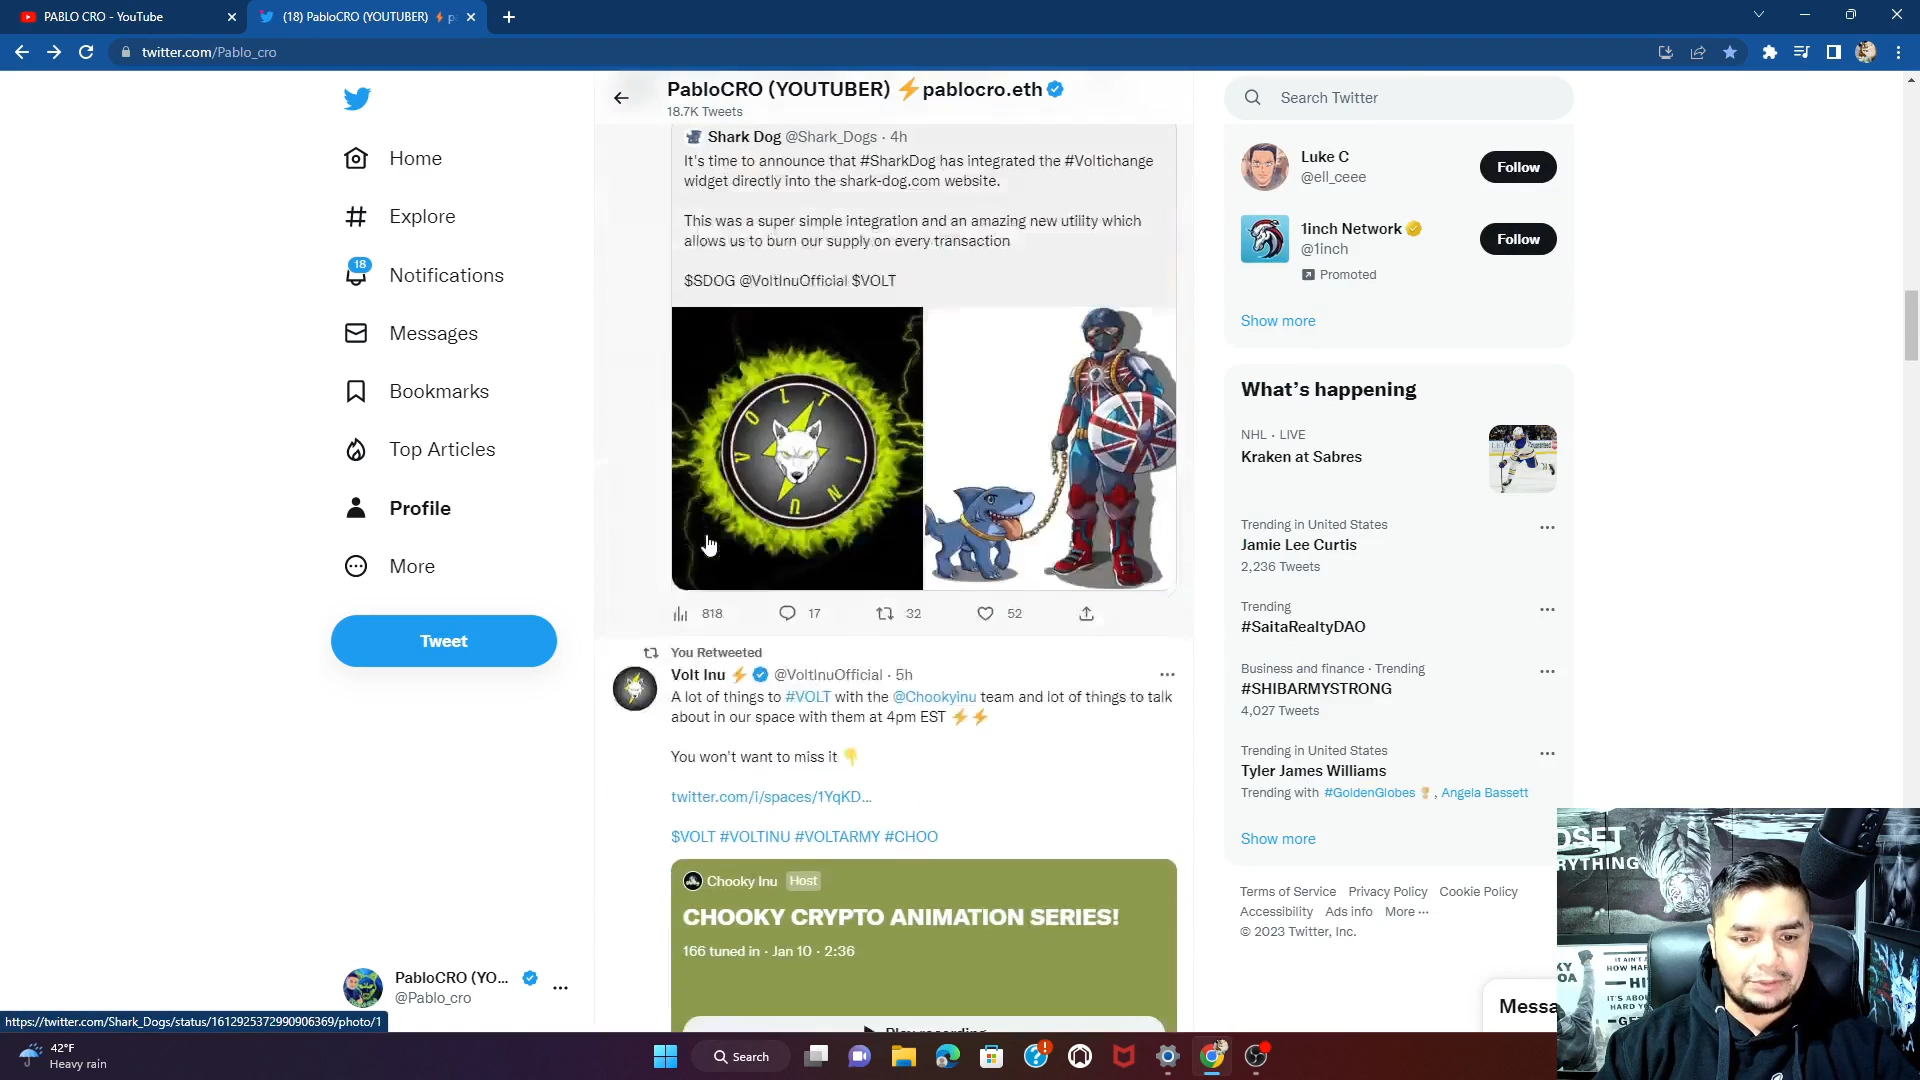 PABLO CRO - YouTube
(18) PabloCRO (YOUTUBER) ⚡ p
twitter.com/Pablo_cro
PabloCRO (YOUTUBER) ⚡pablocro.eth
18.7K Tweets
Search Twitter
Home
Explore
18
Notifications
Messages
Bookmarks
Top Articles
Profile
More
Tweet
PabloCRO (YO...
@Pablo_cro
Shark Dog @Shark_Dogs · 4h
It's time to announce that #SharkDog has integrated the #Voltichange
widget directly into the shark-dog.com website.
This was a super simple integration and an amazing new utility which
allows us to burn our supply on every transaction
$SDOG @VoltInuOfficial $VOLT
VOLT INU
818
17
32
52
You Retweeted
Volt Inu ⚡ @VoltInuOfficial · 5h
A lot of things to #VOLT with the @Chookyinu team and lot of things to talk
about in our space with them at 4pm EST ⚡⚡
You won't want to miss it 👇
twitter.com/i/spaces/1YqKD...
$VOLT #VOLTINU #VOLTARMY #CHOO
Chooky Inu Host
CHOOKY CRYPTO ANIMATION SERIES!
166 tuned in · Jan 10 · 2:36
Play recording
Luke C
@ell_ceee
Follow
1inch Network
@1inch
Follow
Promoted
Show more
What's happening
NHL · LIVE
Kraken at Sabres
Trending in United States
Jamie Lee Curtis
2,236 Tweets
Trending
#SaitaRealtyDAO
Business and finance · Trending
#SHIBARMYSTRONG
4,027 Tweets
Trending in United States
Tyler James Williams
Trending with #GoldenGlobes 🏆, Angela Bassett
Show more
Terms of Service Privacy Policy Cookie Policy
Accessibility Ads info More ···
© 2023 Twitter, Inc.
Messa
https://twitter.com/Shark_Dogs/status/1612925372990906369/photo/1
42°F
Heavy rain
Search